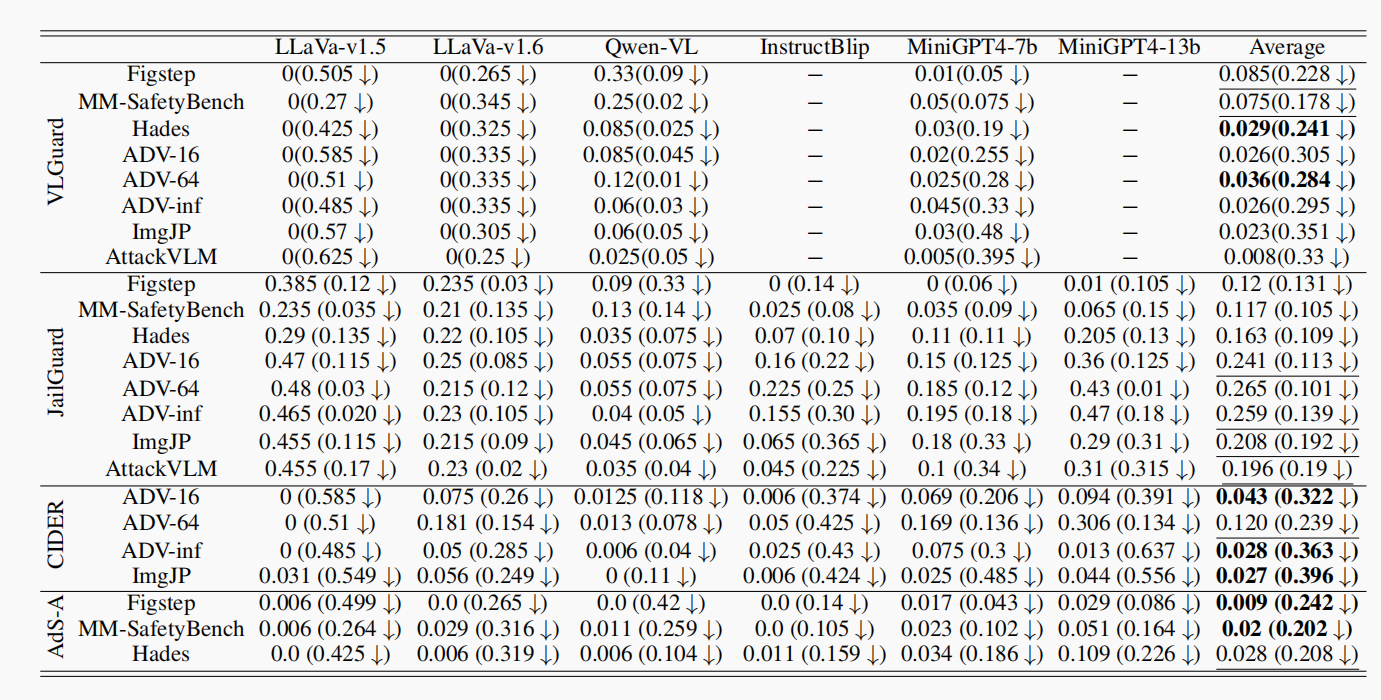 LLaVa-v1.5 LLaVa-v1.6 Qwen-VL InstructBlip MiniGPT4-7b MiniGPT4-13b Average
VLGuard
Figstep 0(0.505 ↓) 0(0.265 ↓) 0.33(0.09 ↓) − 0.01(0.05 ↓) − 0.085(0.228 ↓)
MM-SafetyBench 0(0.27 ↓) 0(0.345 ↓) 0.25(0.02 ↓) − 0.05(0.075 ↓) − 0.075(0.178 ↓)
Hades 0(0.425 ↓) 0(0.325 ↓) 0.085(0.025 ↓) − 0.03(0.19 ↓) − 0.029(0.241 ↓)
ADV-16 0(0.585 ↓) 0(0.335 ↓) 0.085(0.045 ↓) − 0.02(0.255 ↓) − 0.026(0.305 ↓)
ADV-64 0(0.51 ↓) 0(0.335 ↓) 0.12(0.01 ↓) − 0.025(0.28 ↓) − 0.036(0.284 ↓)
ADV-inf 0(0.485 ↓) 0(0.335 ↓) 0.06(0.03 ↓) − 0.045(0.33 ↓) − 0.026(0.295 ↓)
ImgJP 0(0.57 ↓) 0(0.305 ↓) 0.06(0.05 ↓) − 0.03(0.48 ↓) − 0.023(0.351 ↓)
AttackVLM 0(0.625 ↓) 0(0.25 ↓) 0.025(0.05 ↓) − 0.005(0.395 ↓) − 0.008(0.33 ↓)
JailGuard
Figstep 0.385 (0.12 ↓) 0.235 (0.03 ↓) 0.09 (0.33 ↓) 0 (0.14 ↓) 0 (0.06 ↓) 0.01 (0.105 ↓) 0.12 (0.131 ↓)
MM-SafetyBench 0.235 (0.035 ↓) 0.21 (0.135 ↓) 0.13 (0.14 ↓) 0.025 (0.08 ↓) 0.035 (0.09 ↓) 0.065 (0.15 ↓) 0.117 (0.105 ↓)
Hades 0.29 (0.135 ↓) 0.22 (0.105 ↓) 0.035 (0.075 ↓) 0.07 (0.10 ↓) 0.11 (0.11 ↓) 0.205 (0.13 ↓) 0.163 (0.109 ↓)
ADV-16 0.47 (0.115 ↓) 0.25 (0.085 ↓) 0.055 (0.075 ↓) 0.16 (0.22 ↓) 0.15 (0.125 ↓) 0.36 (0.125 ↓) 0.241 (0.113 ↓)
ADV-64 0.48 (0.03 ↓) 0.215 (0.12 ↓) 0.055 (0.075 ↓) 0.225 (0.25 ↓) 0.185 (0.12 ↓) 0.43 (0.01 ↓) 0.265 (0.101 ↓)
ADV-inf 0.465 (0.020 ↓) 0.23 (0.105 ↓) 0.04 (0.05 ↓) 0.155 (0.30 ↓) 0.195 (0.18 ↓) 0.47 (0.18 ↓) 0.259 (0.139 ↓)
ImgJP 0.455 (0.115 ↓) 0.215 (0.09 ↓) 0.045 (0.065 ↓) 0.065 (0.365 ↓) 0.18 (0.33 ↓) 0.29 (0.31 ↓) 0.208 (0.192 ↓)
AttackVLM 0.455 (0.17 ↓) 0.23 (0.02 ↓) 0.035 (0.04 ↓) 0.045 (0.225 ↓) 0.1 (0.34 ↓) 0.31 (0.315 ↓) 0.196 (0.19 ↓)
CIDER
ADV-16 0 (0.585 ↓) 0.075 (0.26 ↓) 0.0125 (0.118 ↓) 0.006 (0.374 ↓) 0.069 (0.206 ↓) 0.094 (0.391 ↓) 0.043 (0.322 ↓)
ADV-64 0 (0.51 ↓) 0.181 (0.154 ↓) 0.013 (0.078 ↓) 0.05 (0.425 ↓) 0.169 (0.136 ↓) 0.306 (0.134 ↓) 0.120 (0.239 ↓)
ADV-inf 0 (0.485 ↓) 0.05 (0.285 ↓) 0.006 (0.04 ↓) 0.025 (0.43 ↓) 0.075 (0.3 ↓) 0.013 (0.637 ↓) 0.028 (0.363 ↓)
ImgJP 0.031 (0.549 ↓) 0.056 (0.249 ↓) 0 (0.11 ↓) 0.006 (0.424 ↓) 0.025 (0.485 ↓) 0.044 (0.556 ↓) 0.027 (0.396 ↓)
AdS-A
Figstep 0.006 (0.499 ↓) 0.0 (0.265 ↓) 0.0 (0.42 ↓) 0.0 (0.14 ↓) 0.017 (0.043 ↓) 0.029 (0.086 ↓) 0.009 (0.242 ↓)
MM-SafetyBench 0.006 (0.264 ↓) 0.029 (0.316 ↓) 0.011 (0.259 ↓) 0.0 (0.105 ↓) 0.023 (0.102 ↓) 0.051 (0.164 ↓) 0.02 (0.202 ↓)
Hades 0.0 (0.425 ↓) 0.006 (0.319 ↓) 0.006 (0.104 ↓) 0.011 (0.159 ↓) 0.034 (0.186 ↓) 0.109 (0.226 ↓) 0.028 (0.208 ↓)